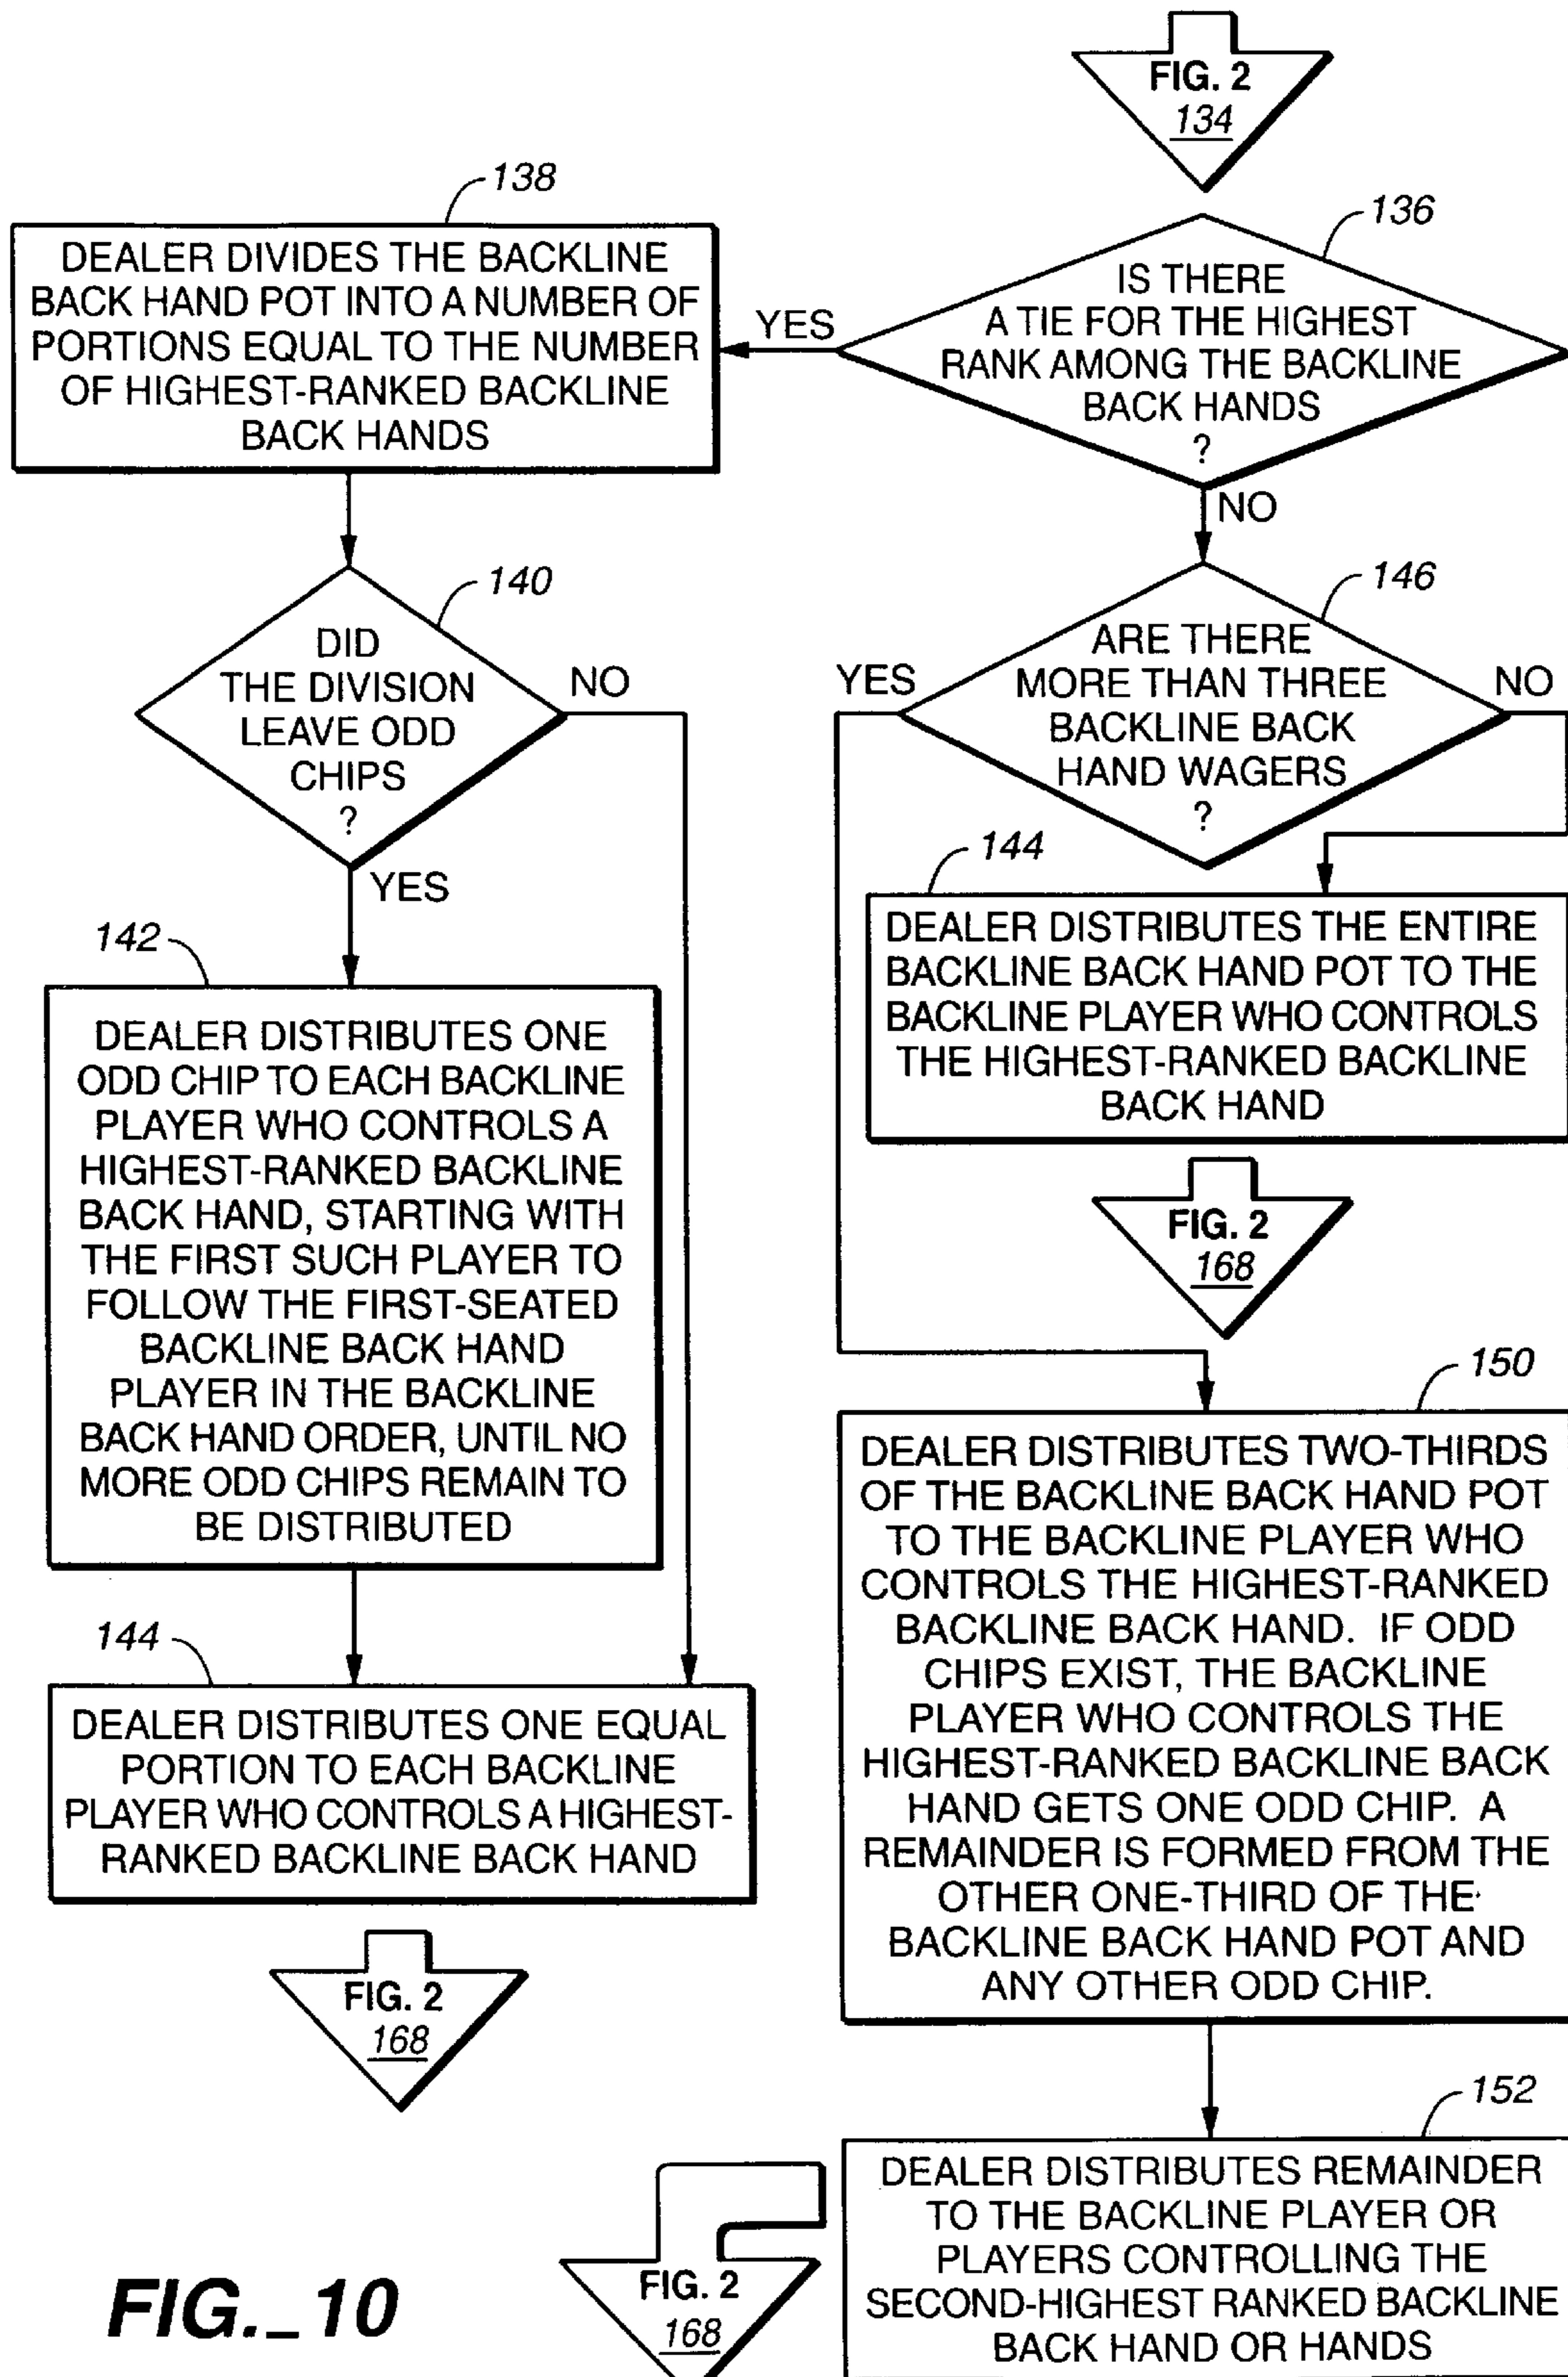 FIG. 2
134
138
DEALER DIVIDES THE BACKLINE
BACK HAND POT INTO A NUMBER OF
PORTIONS EQUAL TO THE NUMBER
OF HIGHEST-RANKED BACKLINE
BACK HANDS
YES
136
IS THERE
A TIE FOR THE HIGHEST
RANK AMONG THE BACKLINE
BACK HANDS
?
NO
140
DID
THE DIVISION
LEAVE ODD
CHIPS
?
NO
YES
146
ARE THERE
MORE THAN THREE
BACKLINE BACK
HAND WAGERS
?
YES
NO
142
DEALER DISTRIBUTES ONE
ODD CHIP TO EACH BACKLINE
PLAYER WHO CONTROLS A
HIGHEST-RANKED BACKLINE
BACK HAND, STARTING WITH
THE FIRST SUCH PLAYER TO
FOLLOW THE FIRST-SEATED
BACKLINE BACK HAND
PLAYER IN THE BACKLINE
BACK HAND ORDER, UNTIL NO
MORE ODD CHIPS REMAIN TO
BE DISTRIBUTED
144
DEALER DISTRIBUTES THE ENTIRE
BACKLINE BACK HAND POT TO THE
BACKLINE PLAYER WHO CONTROLS
THE HIGHEST-RANKED BACKLINE
BACK HAND
FIG. 2
168
144
DEALER DISTRIBUTES ONE EQUAL
PORTION TO EACH BACKLINE
PLAYER WHO CONTROLS A HIGHEST-
RANKED BACKLINE BACK HAND
FIG. 2
168
150
DEALER DISTRIBUTES TWO-THIRDS
OF THE BACKLINE BACK HAND POT
TO THE BACKLINE PLAYER WHO
CONTROLS THE HIGHEST-RANKED
BACKLINE BACK HAND. IF ODD
CHIPS EXIST, THE BACKLINE
PLAYER WHO CONTROLS THE
HIGHEST-RANKED BACKLINE BACK
HAND GETS ONE ODD CHIP. A
REMAINDER IS FORMED FROM THE
OTHER ONE-THIRD OF THE
BACKLINE BACK HAND POT AND
ANY OTHER ODD CHIP.
152
DEALER DISTRIBUTES REMAINDER
TO THE BACKLINE PLAYER OR
PLAYERS CONTROLLING THE
SECOND-HIGHEST RANKED BACKLINE
BACK HAND OR HANDS
FIG. 2
168
FIG._10